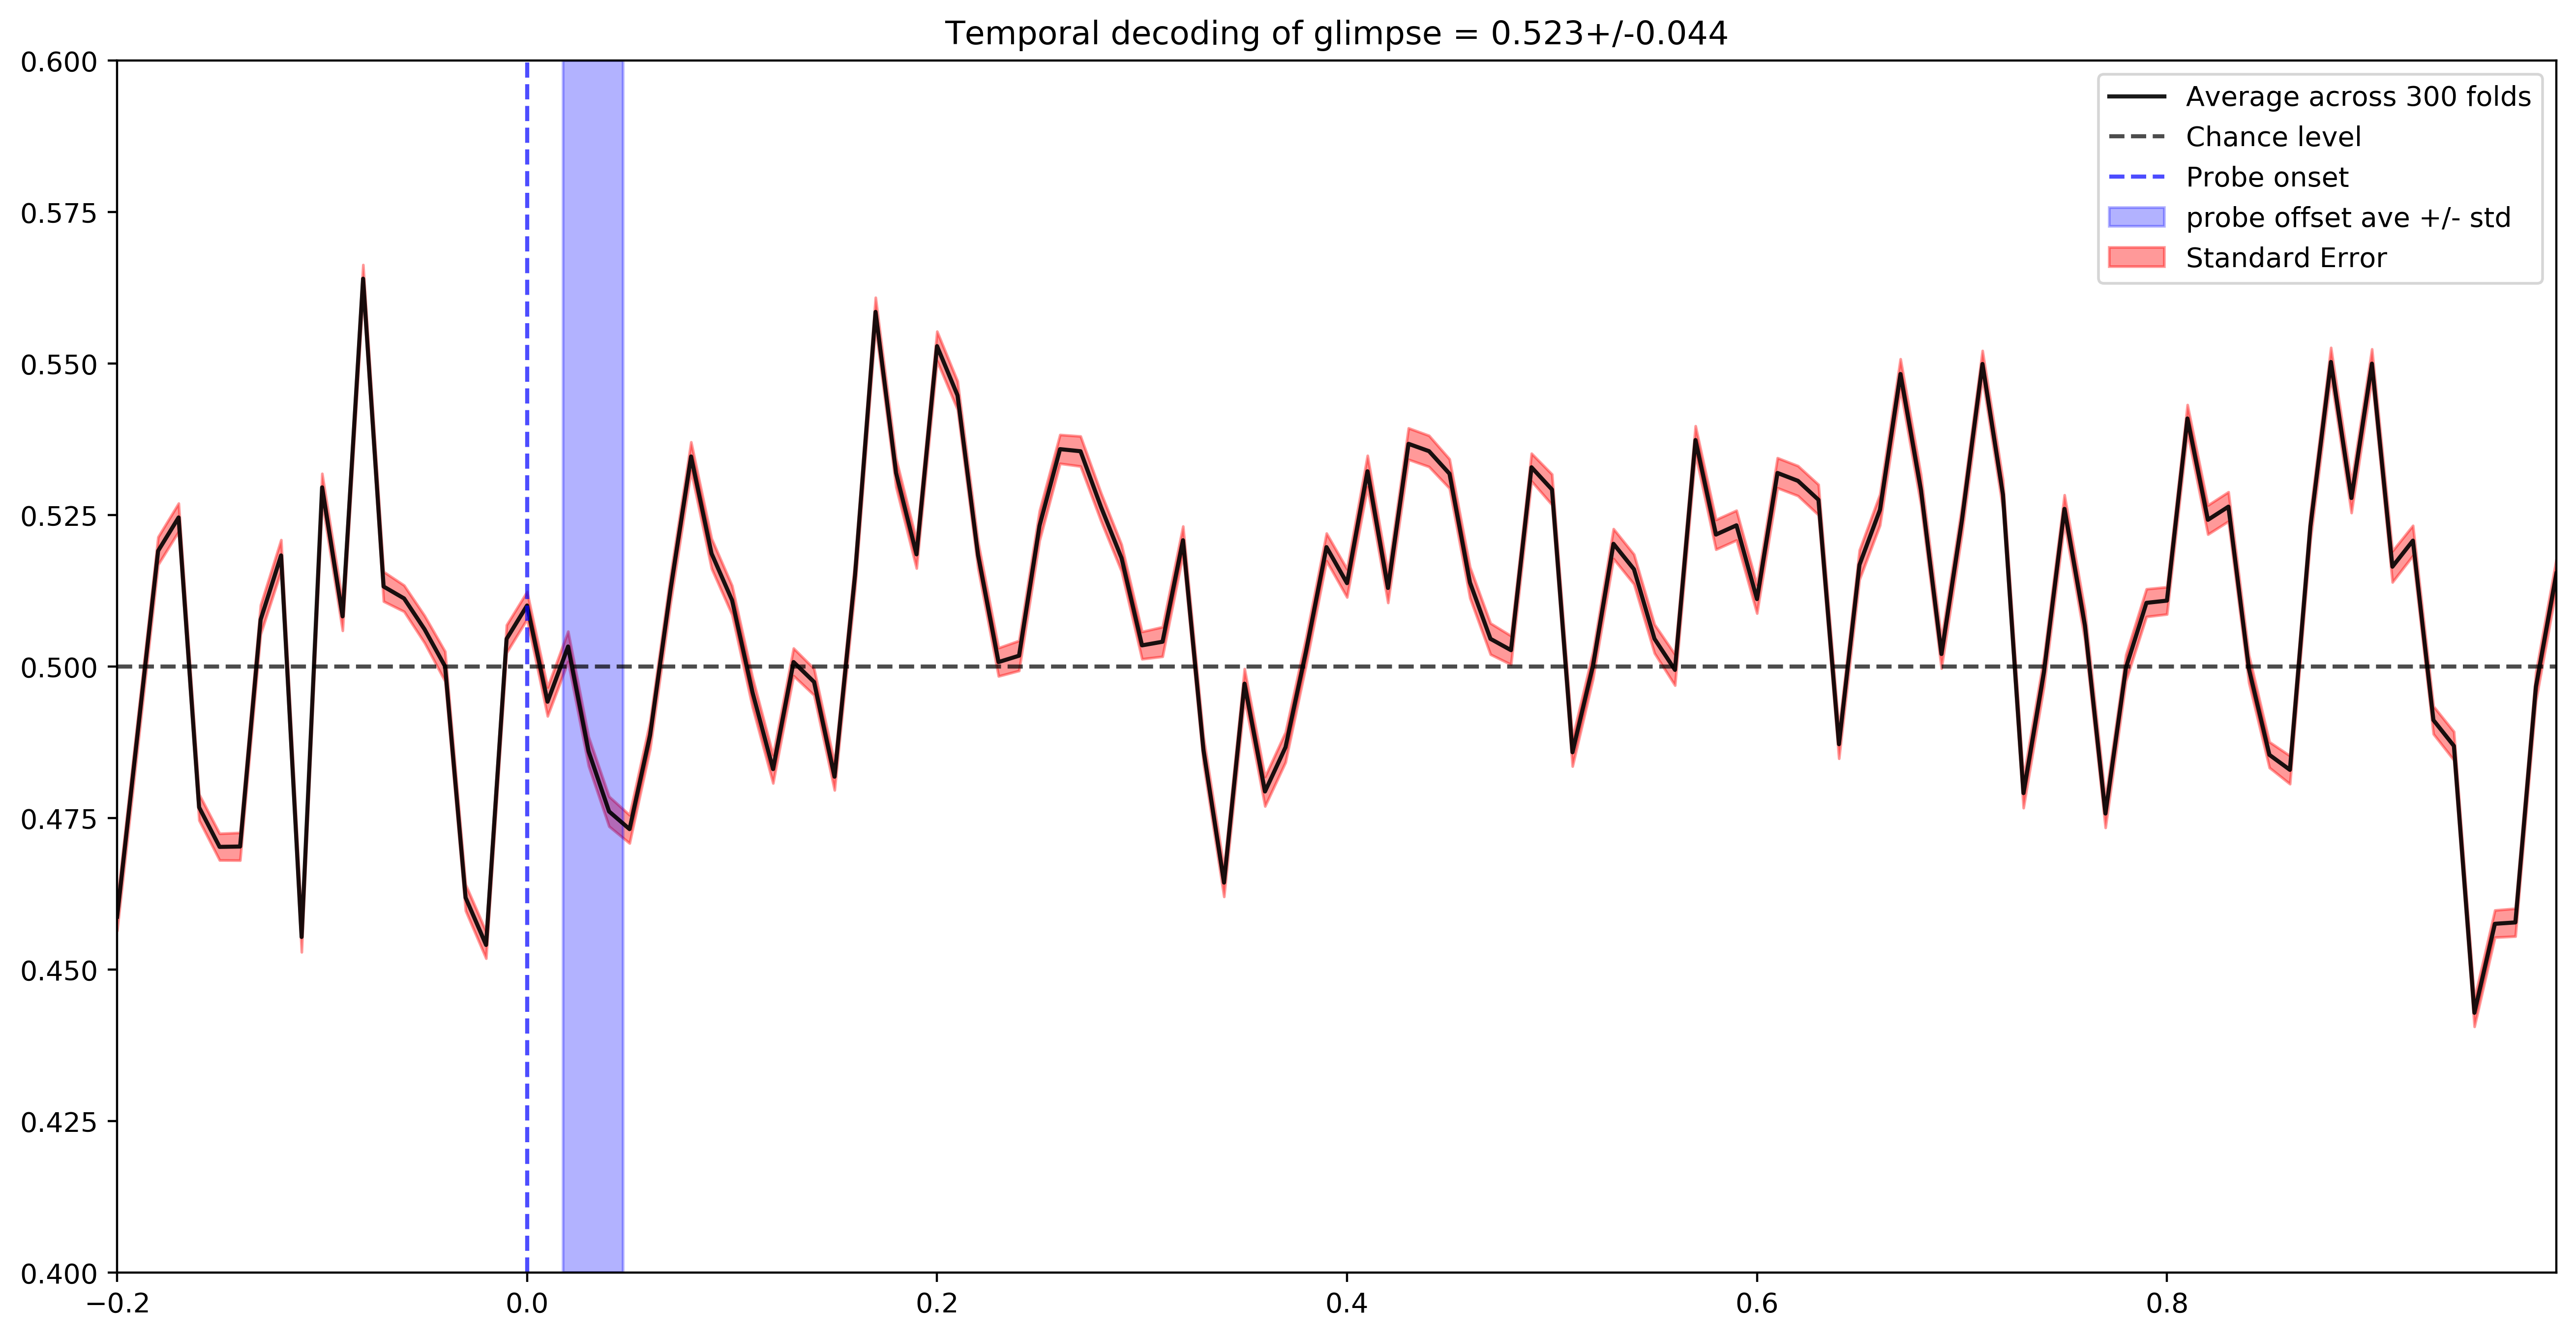 Temporal decoding of glimpse = 0.523+/-0.044
0.600
0.575
0.550
0.525
0.500
0.475
0.450
0.425
0.400
Average across 300 folds
Chance level
Probe onset
probe offset ave +/- std
Standard Error
−0.2
0.0
0.2
0.4
0.6
0.8